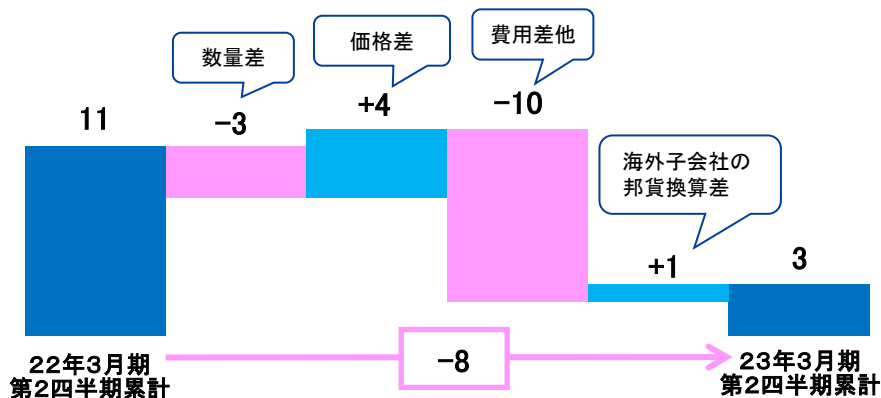 数量差
価格差
費用差他
11
−3
+4
−10
海外子会社の
邦貨換算差
+1
3
22年3月期
第2四半期累計
−8
23年3月期
第2四半期累計